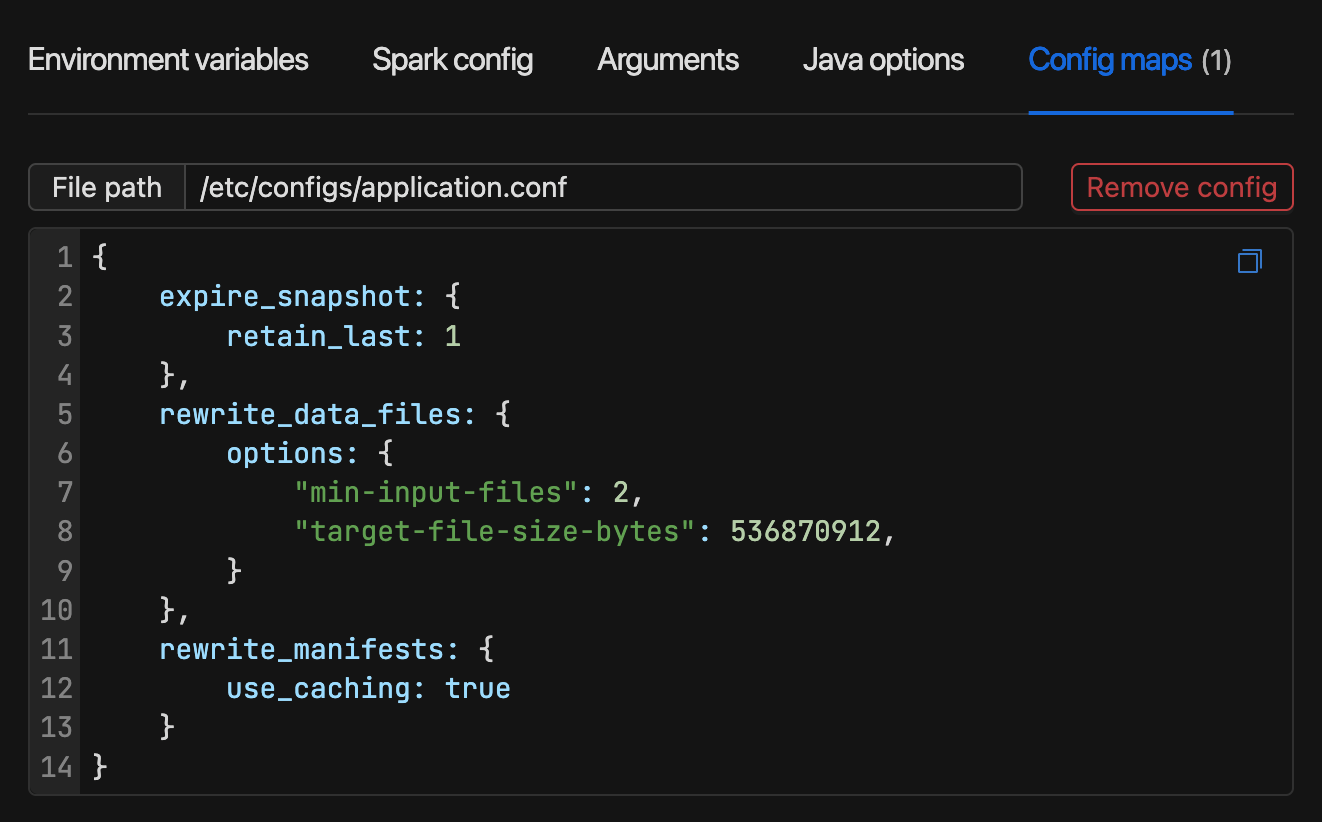 Environment variables Spark config Arguments Java options Config maps (1)
File path /etc/configs/application.conf Remove config
1 {
2     expire_snapshot: {
3         retain_last: 1
4     },
5     rewrite_data_files: {
6         options: {
7             "min-input-files": 2,
8             "target-file-size-bytes": 536870912,
9         }
10     },
11     rewrite_manifests: {
12         use_caching: true
13     }
14 }